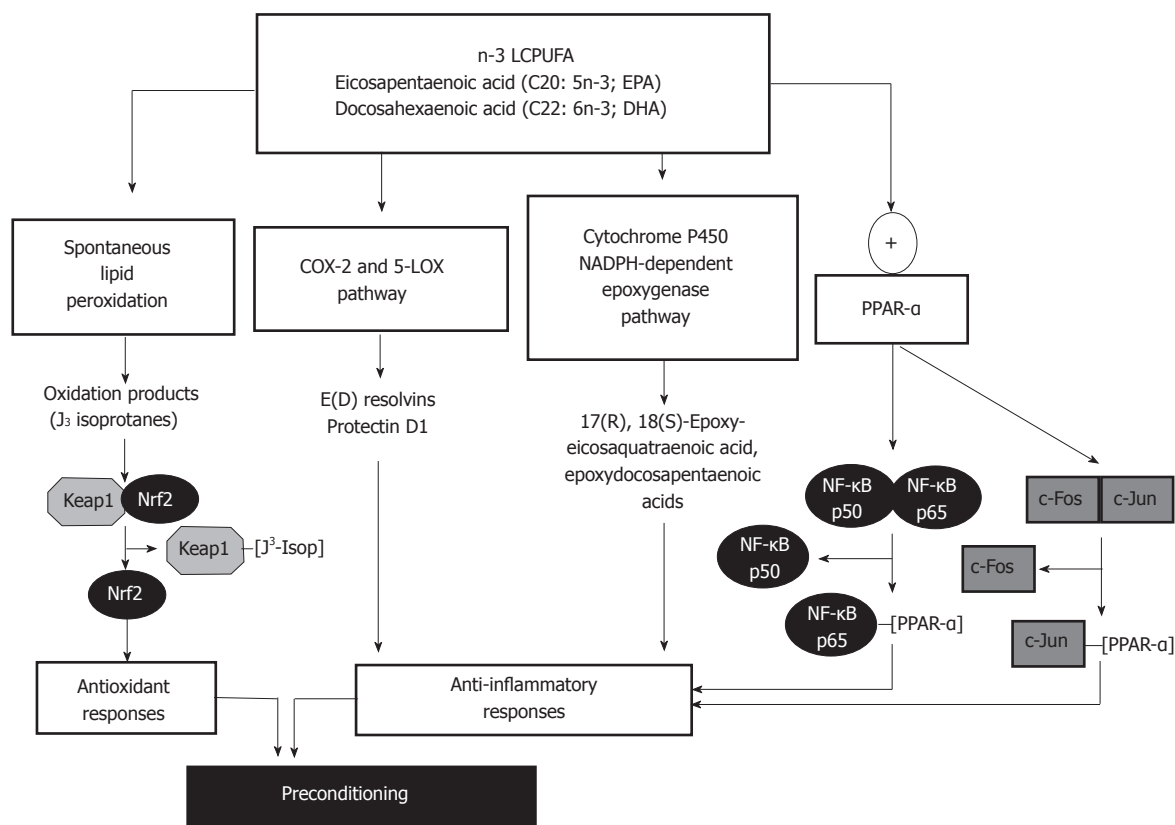 n-3 LCPUFA
Eicosapentaenoic acid (C20: 5n-3; EPA)
Docosahexaenoic acid (C22: 6n-3; DHA)
Spontaneous
lipid
peroxidation
COX-2 and 5-LOX
pathway
Cytochrome P450
NADPH-dependent
epoxygenase
pathway
+
PPAR-α
Oxidation products
(J₃ isoprotanes)
E(D) resolvins
Protectin D1
17(R), 18(S)-Epoxy-
eicosaquatraenoic acid,
epoxydocosapentaenoic
acids
Keap1
Nrf2
Keap1
[J³-Isop]
Nrf2
NF-κB
p50
NF-κB
p65
NF-κB
p50
NF-κB
p65
[PPAR-α]
c-Fos
c-Jun
c-Fos
c-Jun
[PPAR-α]
Antioxidant
responses
Anti-inflammatory
responses
Preconditioning